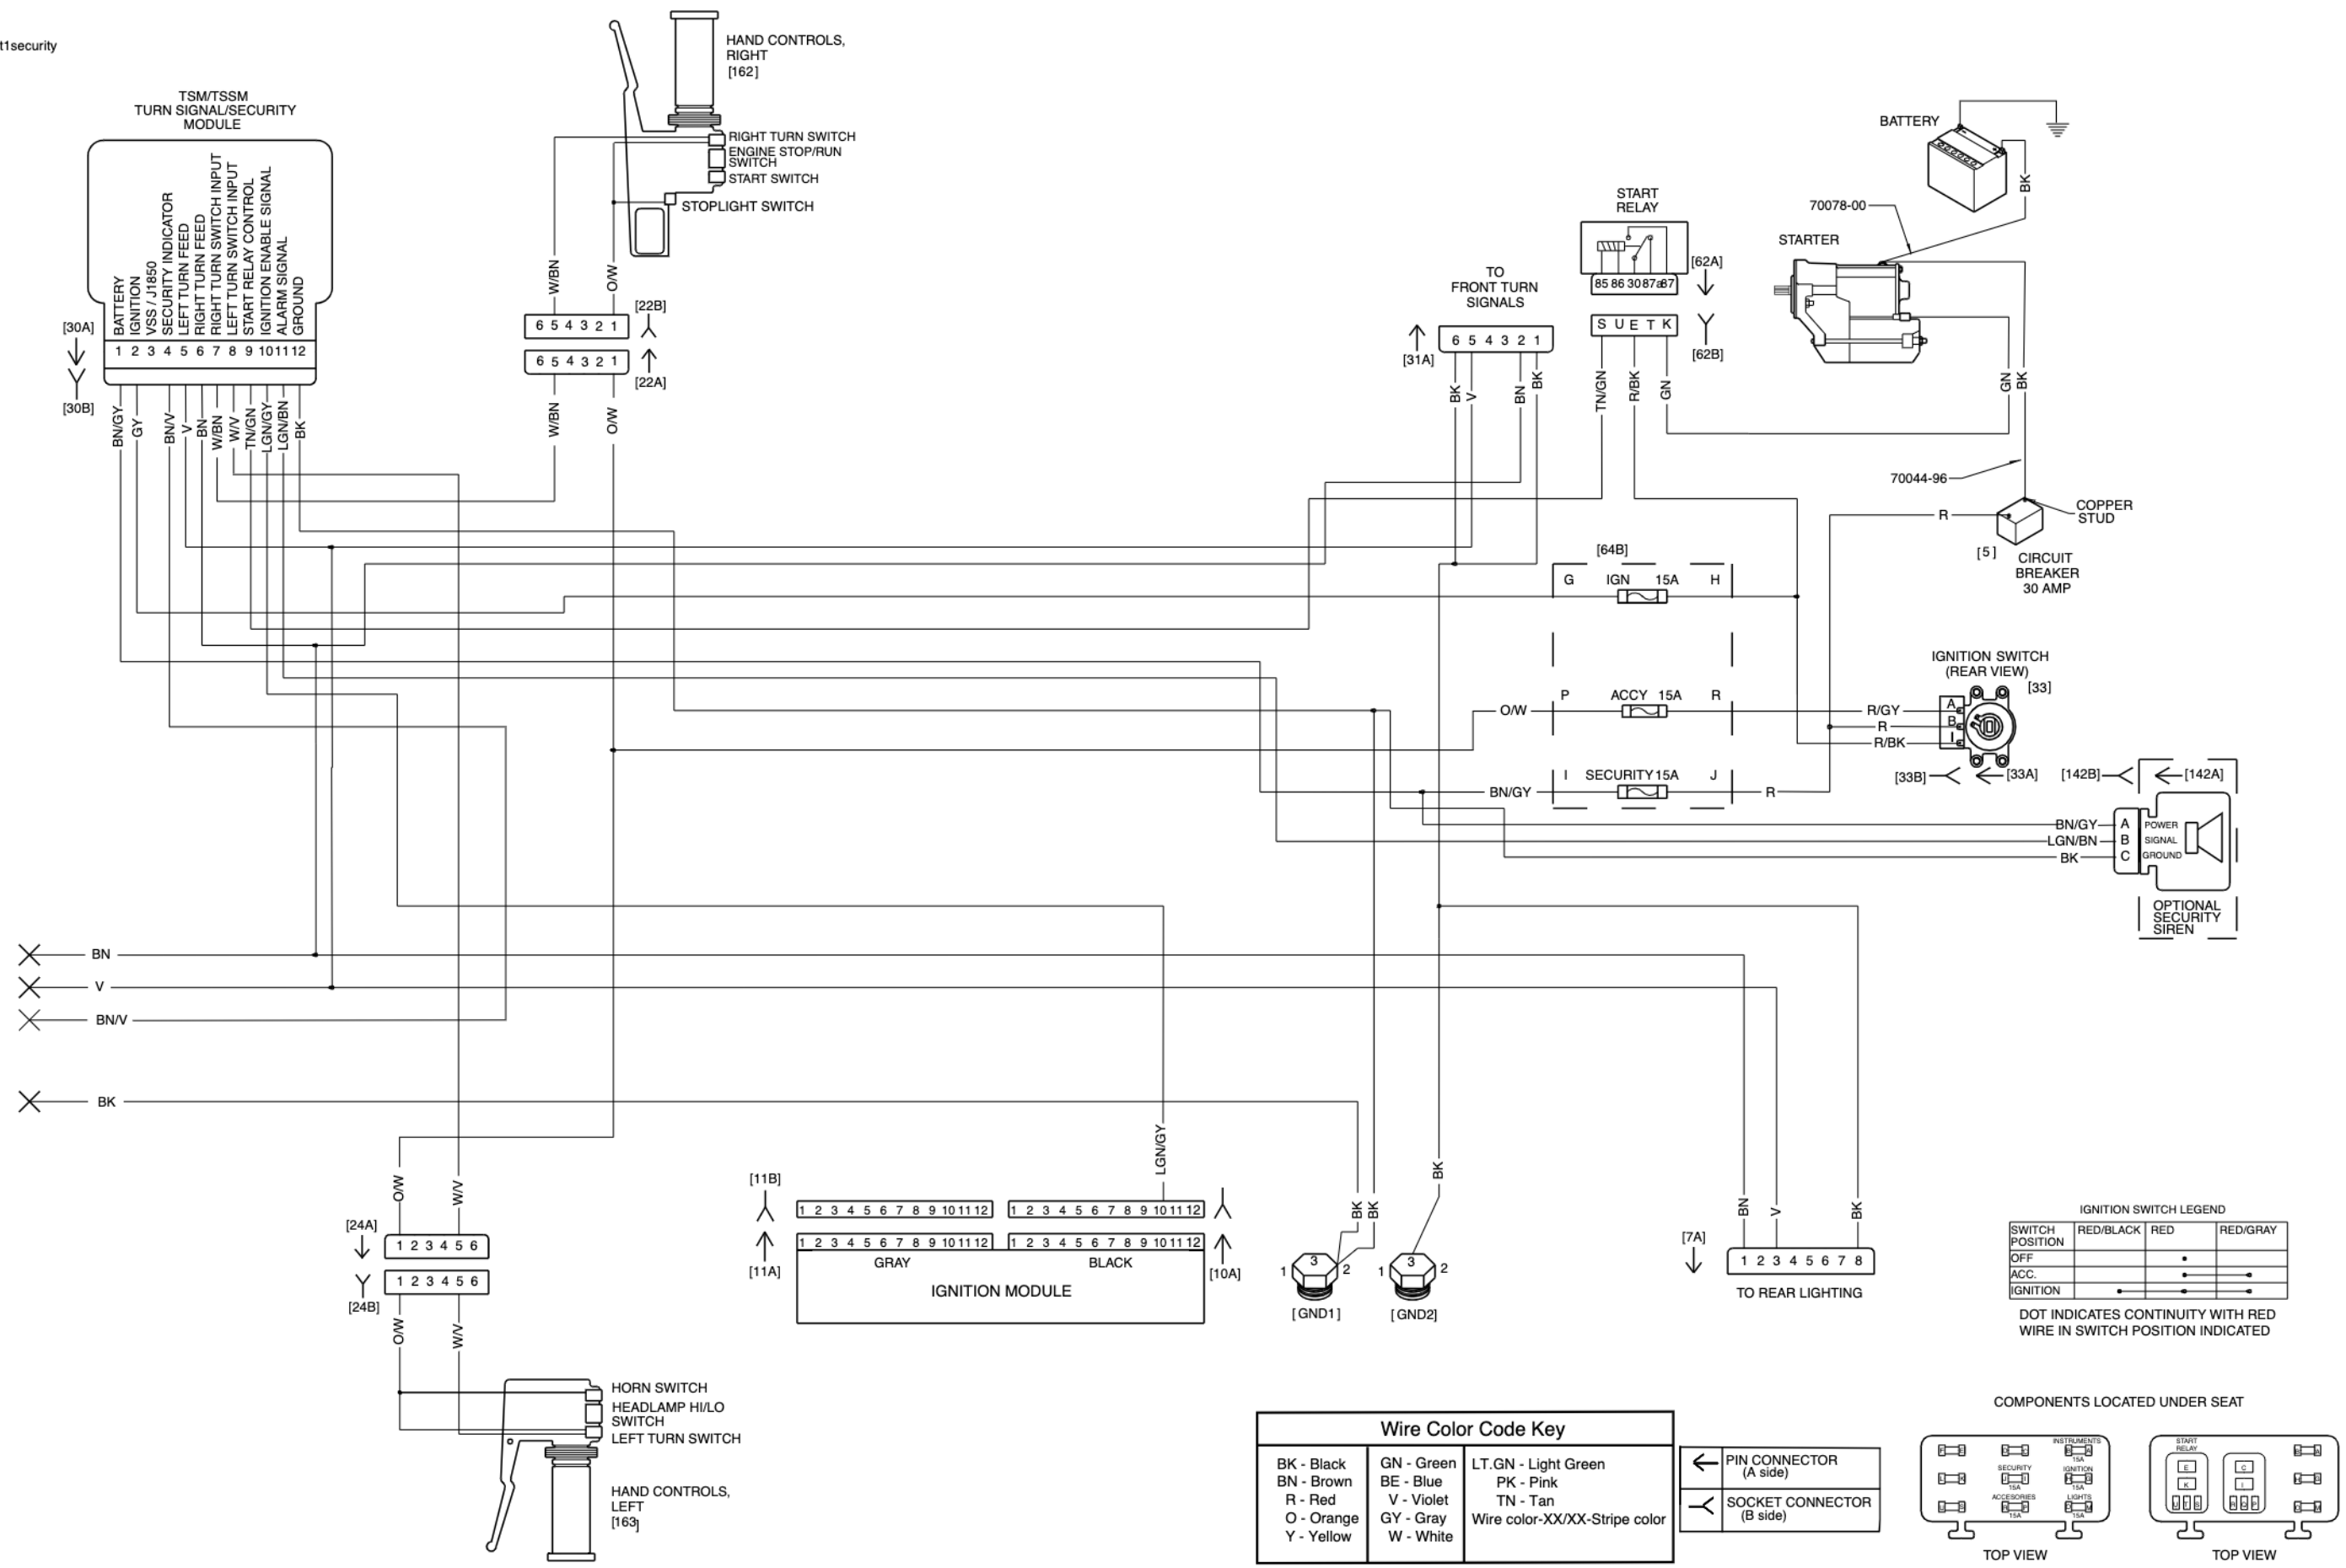 t1security
HAND CONTROLS,
RIGHT
[162]
TSM/TSSM
TURN SIGNAL/SECURITY
MODULE
BATTERY
IGNITION
VSS / J1850
SECURITY INDICATOR
LEFT TURN FEED
RIGHT TURN FEED
RIGHT TURN SWITCH INPUT
LEFT TURN SWITCH INPUT
START RELAY CONTROL
IGNITION ENABLE SIGNAL
ALARM SIGNAL
GROUND
[30A]
1 2 3 4 5 6 7 8 9 10 11 12
[30B]
BN/GY
GY
BN/V
V
BN
W/BN
W/V
TN/GN
LGN/GY
LGN/BN
BK
RIGHT TURN SWITCH
ENGINE STOP/RUN
SWITCH
START SWITCH
STOPLIGHT SWITCH
W/BN
O/W
[22B]
6 5 4 3 2 1
6 5 4 3 2 1
[22A]
W/BN
O/W
TO
FRONT TURN
SIGNALS
[31A]
6 5 4 3 2 1
BK
V
BN
BK
START
RELAY
85 86 30 87a 87
[62A]
S U E T K
[62B]
TN/GN
R/BK
GN
BATTERY
BK
70078-00
STARTER
GN
BK
70044-96
COPPER
STUD
R
[5]
CIRCUIT
BREAKER
30 AMP
[64B]
G IGN 15A H
P ACCY 15A R
O/W
I SECURITY 15A J
BN/GY
R
IGNITION SWITCH
(REAR VIEW)
[33]
R/GY A
R B
R/BK I
[33B]
[33A]
[142B]
[142A]
BN/GY A POWER
LGN/BN B SIGNAL
BK C GROUND
OPTIONAL
SECURITY
SIREN
BN
V
BN/V
BK
O/W
W/V
[24A]
1 2 3 4 5 6
1 2 3 4 5 6
[24B]
O/W
W/V
HORN SWITCH
HEADLAMP HI/LO
SWITCH
LEFT TURN SWITCH
HAND CONTROLS,
LEFT
[163]
LGN/GY
[11B]
1 2 3 4 5 6 7 8 9 10 11 12
1 2 3 4 5 6 7 8 9 10 11 12
1 2 3 4 5 6 7 8 9 10 11 12
1 2 3 4 5 6 7 8 9 10 11 12
[11A]
GRAY
BLACK
[10A]
IGNITION MODULE
BK
BK
BK
1 3 2
[GND1]
1 3 2
[GND2]
BN
V
BK
[7A]
1 2 3 4 5 6 7 8
TO REAR LIGHTING
IGNITION SWITCH LEGEND
SWITCH POSITION RED/BLACK RED RED/GRAY
OFF
ACC.
IGNITION
DOT INDICATES CONTINUITY WITH RED
WIRE IN SWITCH POSITION INDICATED
Wire Color Code Key
BK - Black GN - Green LT.GN - Light Green
BN - Brown BE - Blue PK - Pink
R - Red V - Violet TN - Tan
O - Orange GY - Gray Wire color-XX/XX-Stripe color
Y - Yellow W - White
PIN CONNECTOR
(A side)
SOCKET CONNECTOR
(B side)
COMPONENTS LOCATED UNDER SEAT
INSTRUMENTS
15A
SECURITY
15A
IGNITION
15A
ACCESORIES
15A
LIGHTS
15A
TOP VIEW
START
RELAY
E
K
U T S
C
I
TOP VIEW